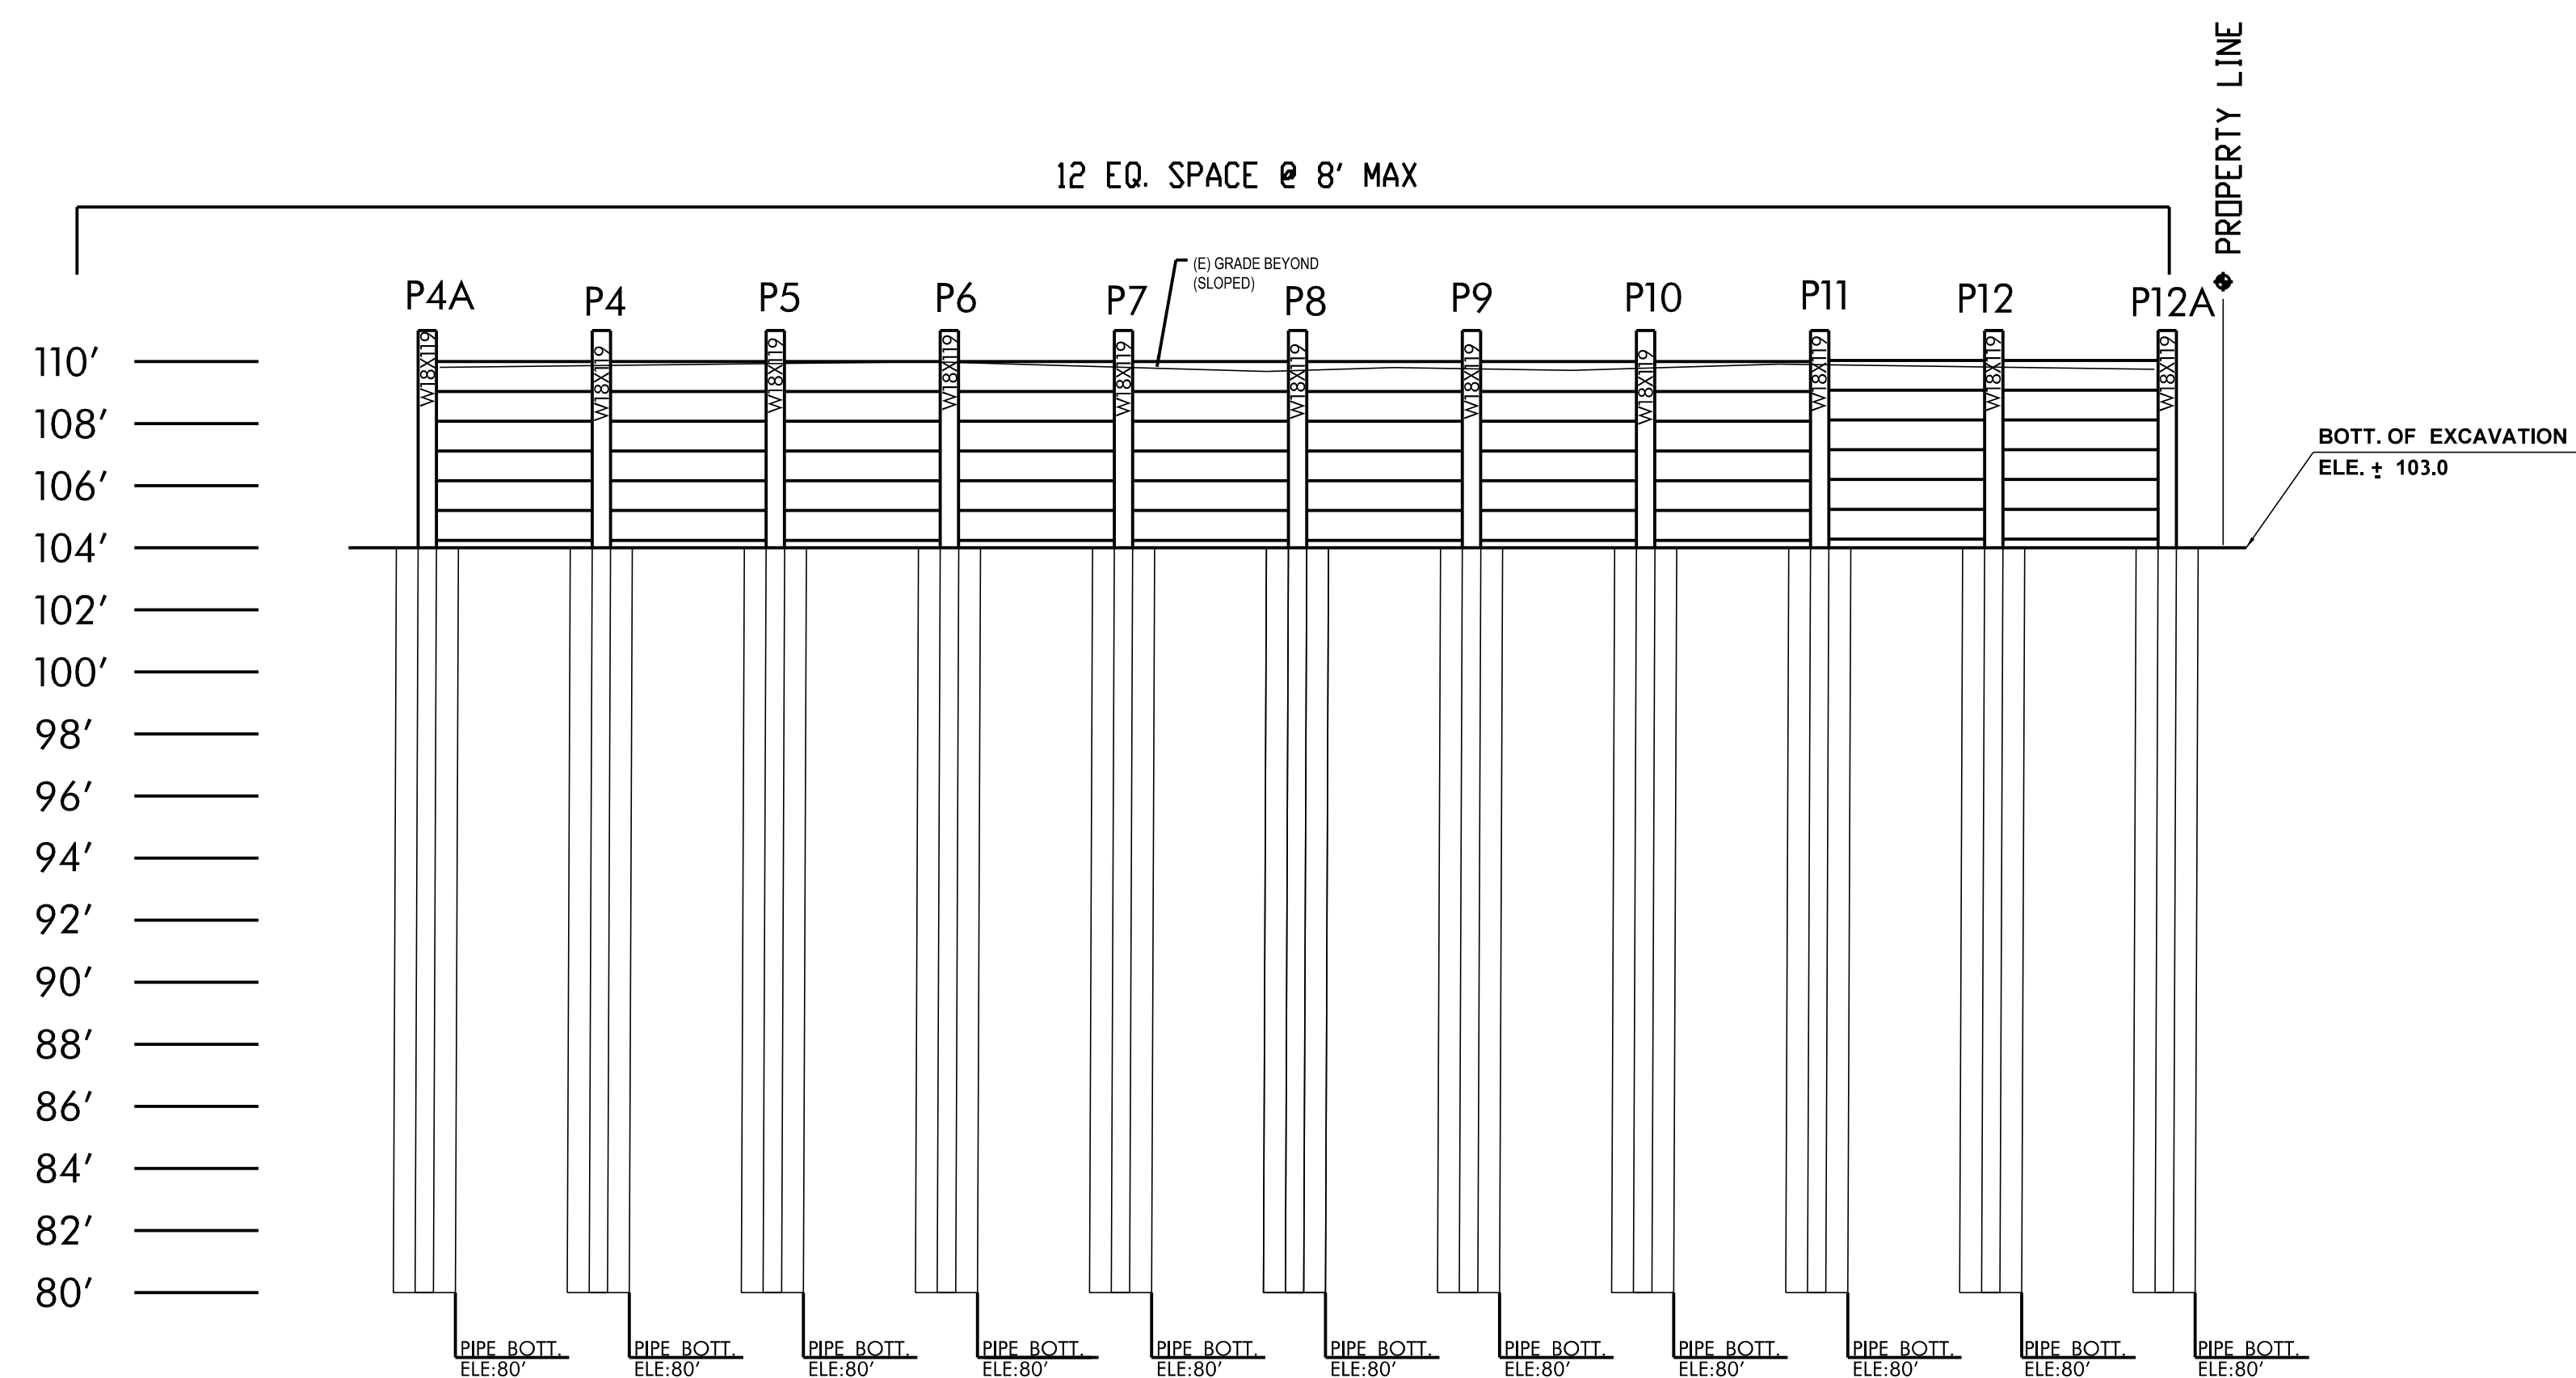 PROPERTY LINE
12 EQ. SPACE @ 8' MAX
(E) GRADE BEYOND
(SLOPED)
P4A
P4
P5
P6
P7
P8
P9
P10
P11
P12
P12A
W18X119
W18X119
W18X119
W18X119
W18X119
W18X119
W18X119
W18X119
W18X119
W18X119
W18X119
110'
108'
106'
104'
102'
100'
98'
96'
94'
92'
90'
88'
86'
84'
82'
80'
BOTT. OF EXCAVATION
ELE. ± 103.0
PIPE BOTT.
ELE:80'
PIPE BOTT.
ELE:80'
PIPE BOTT.
ELE:80'
PIPE BOTT.
ELE:80'
PIPE BOTT.
ELE:80'
PIPE BOTT.
ELE:80'
PIPE BOTT.
ELE:80'
PIPE BOTT.
ELE:80'
PIPE BOTT.
ELE:80'
PIPE BOTT.
ELE:80'
PIPE BOTT.
ELE:80'